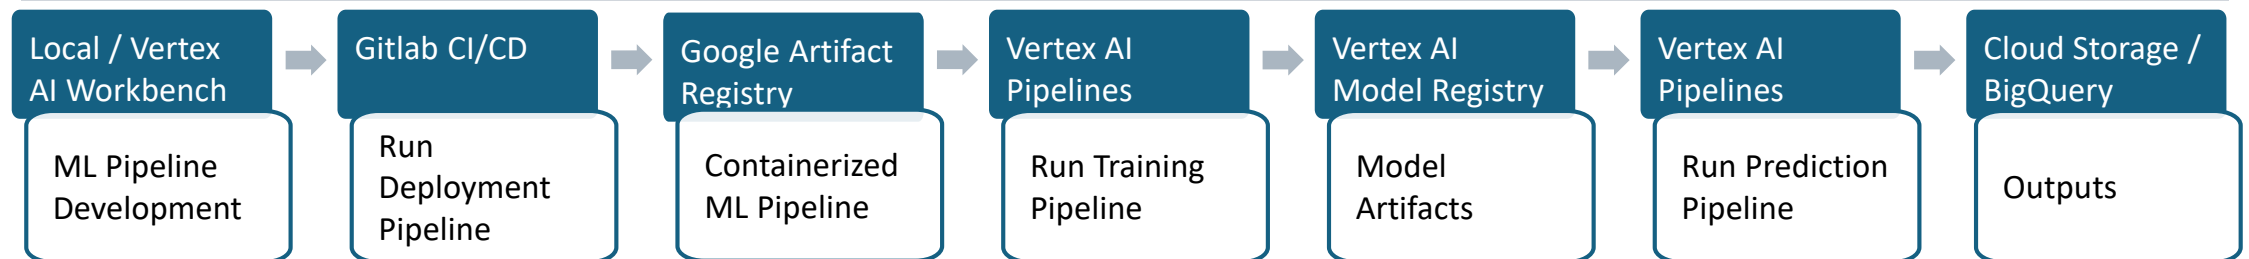 Local / Vertex
AI Workbench
ML Pipeline
Development
Gitlab CI/CD
Run
Deployment
Pipeline
Google Artifact
Registry
Containerized
ML Pipeline
Vertex AI
Pipelines
Run Training
Pipeline
Vertex AI
Model Registry
Model
Artifacts
Vertex AI
Pipelines
Run Prediction
Pipeline
Cloud Storage /
BigQuery
Outputs